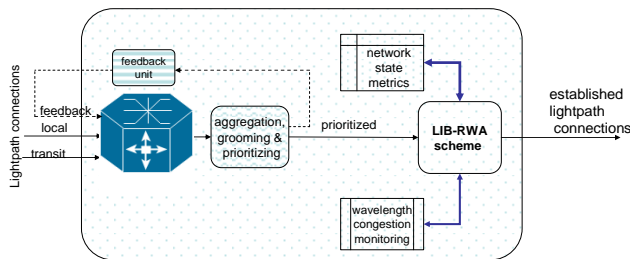 Lightpath connections
feedback
local
transit
feedback
unit
aggregation,
grooming &
prioritizing
prioritized
network
state
metrics
LIB-RWA
scheme
wavelength
congestion
monitoring
established
lightpath
connections